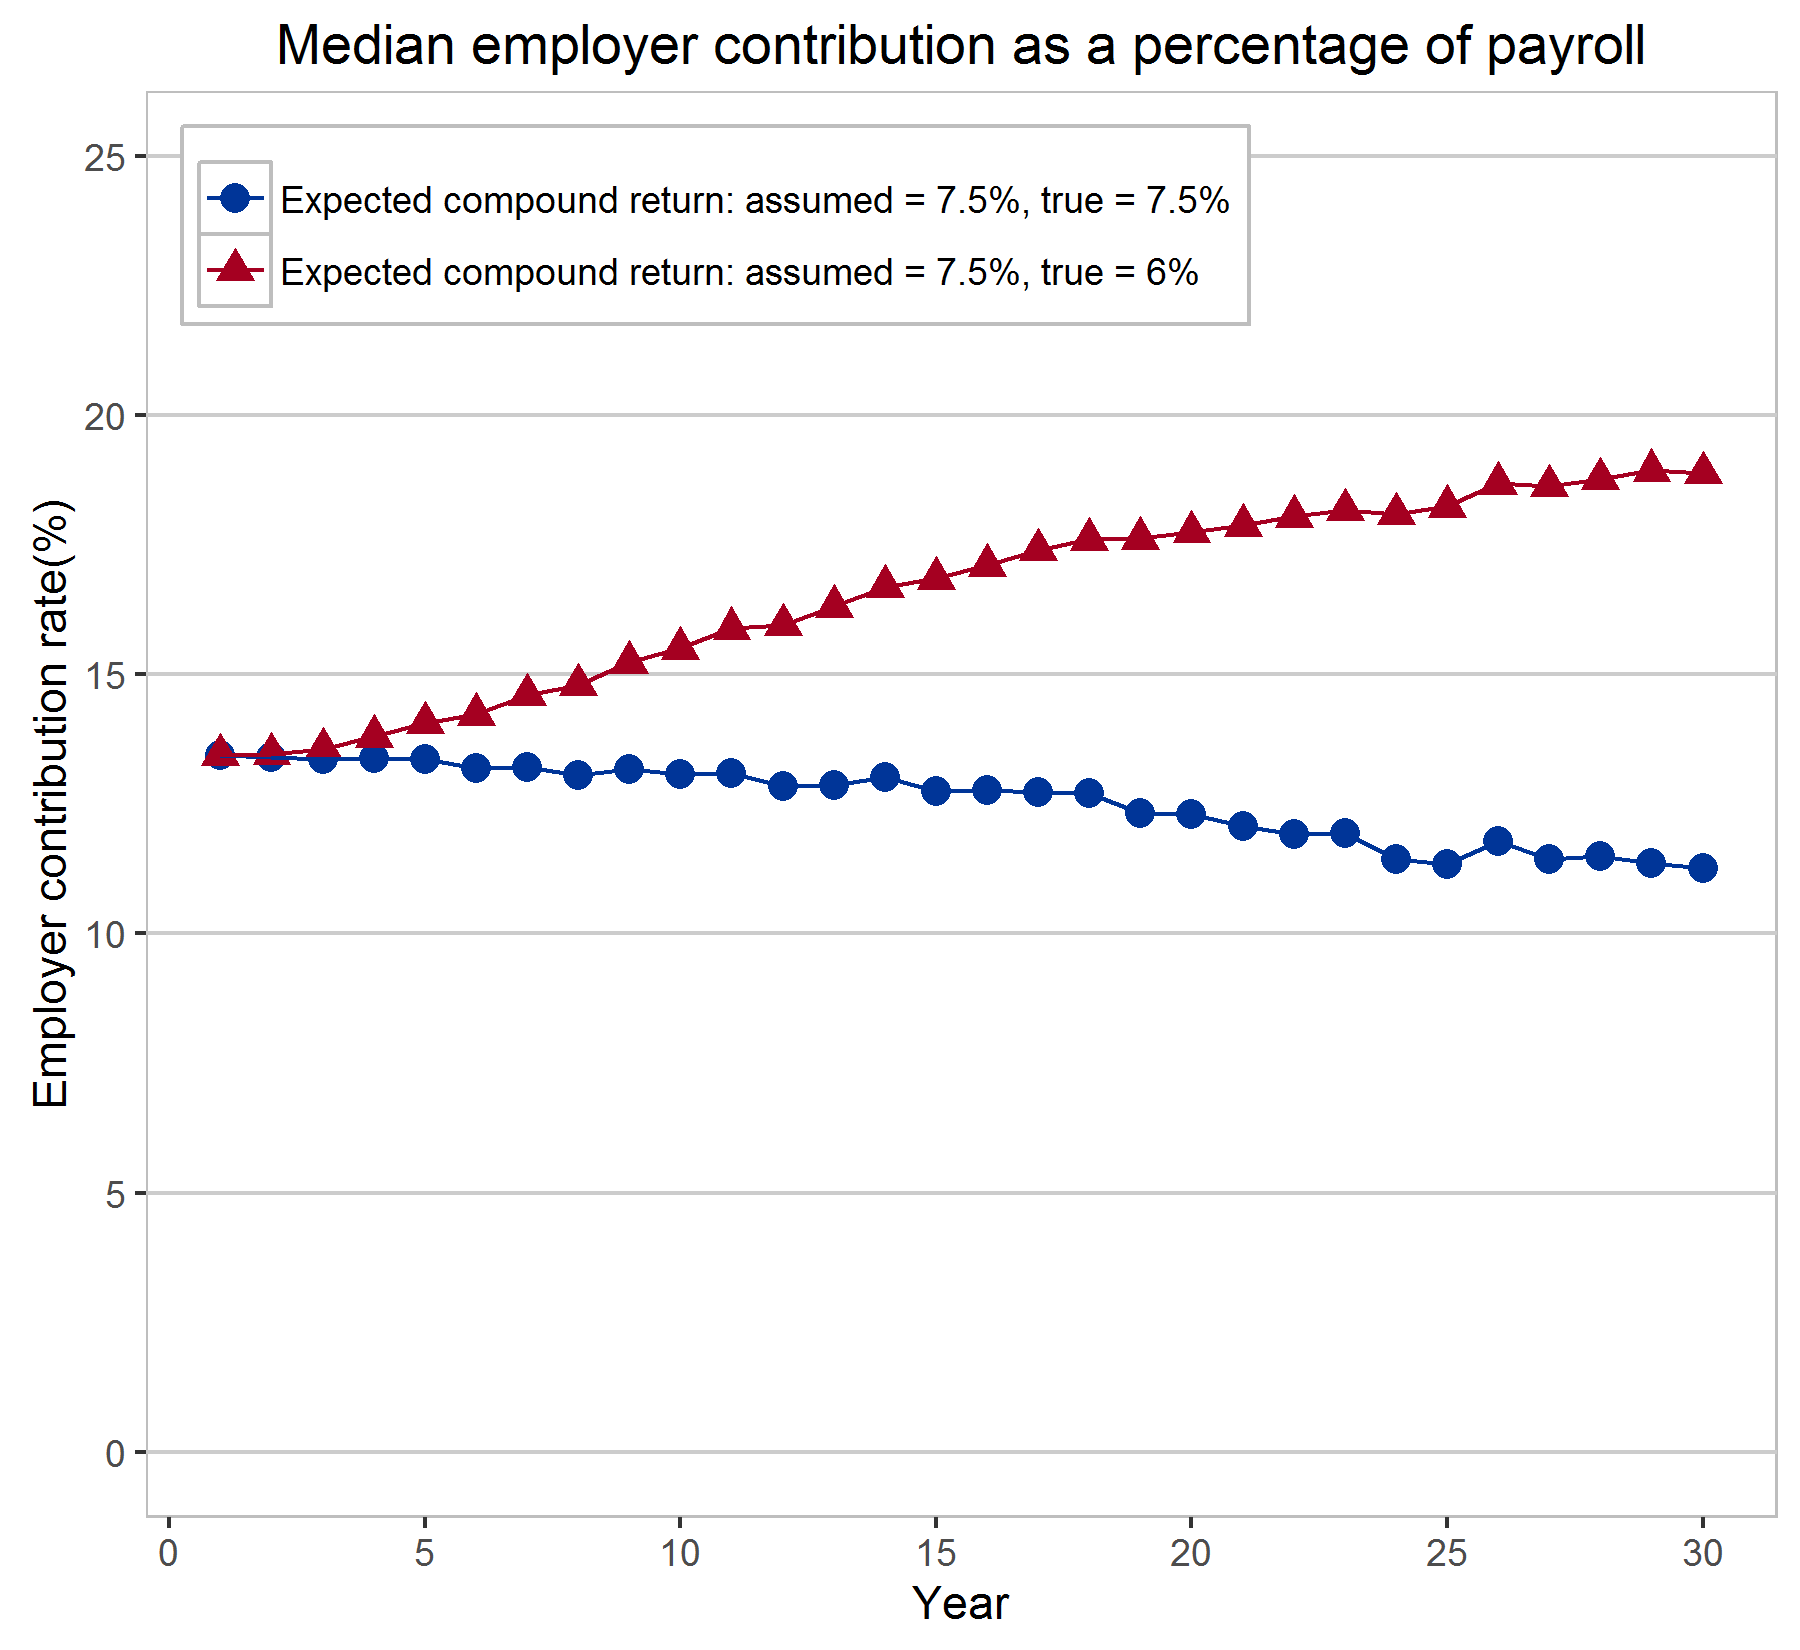 Median employer contribution as a percentage of payroll
Expected compound return: assumed = 7.5%, true = 7.5%
Expected compound return: assumed = 7.5%, true = 6%
Employer contribution rate(%)
25
20
15
10
5
0
0 5 10 15 20 25 30
Year